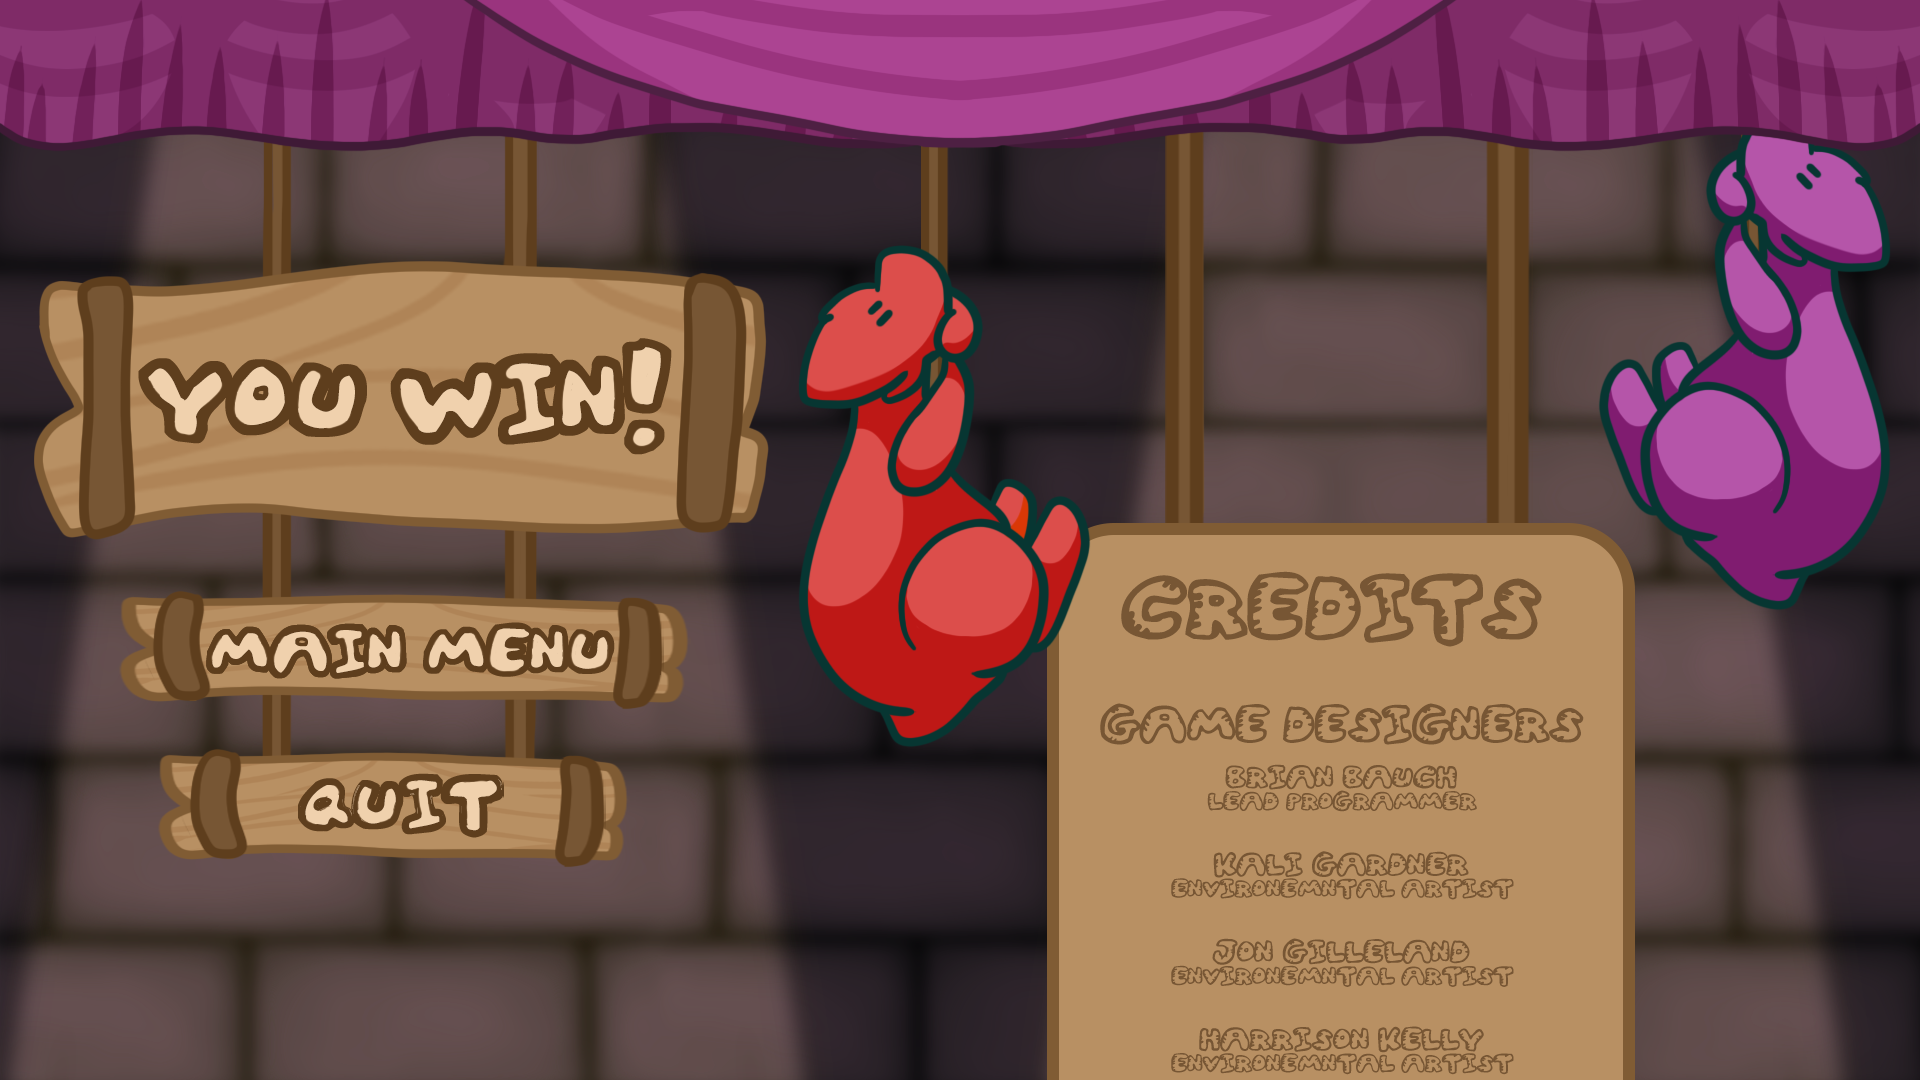 YOU WIN!
MAIN MENU
QUIT
CREDITS
GAME DESIGNERS
BRIAN BAUCH
LEAD PROGRAMMER
KALI GARDNER
ENVIRONEMNTAL ARTIST
JON GILLELAND
ENVIRONEMNTAL ARTIST
HARRISON KELLY
ENVIRONEMNTAL ARTIST